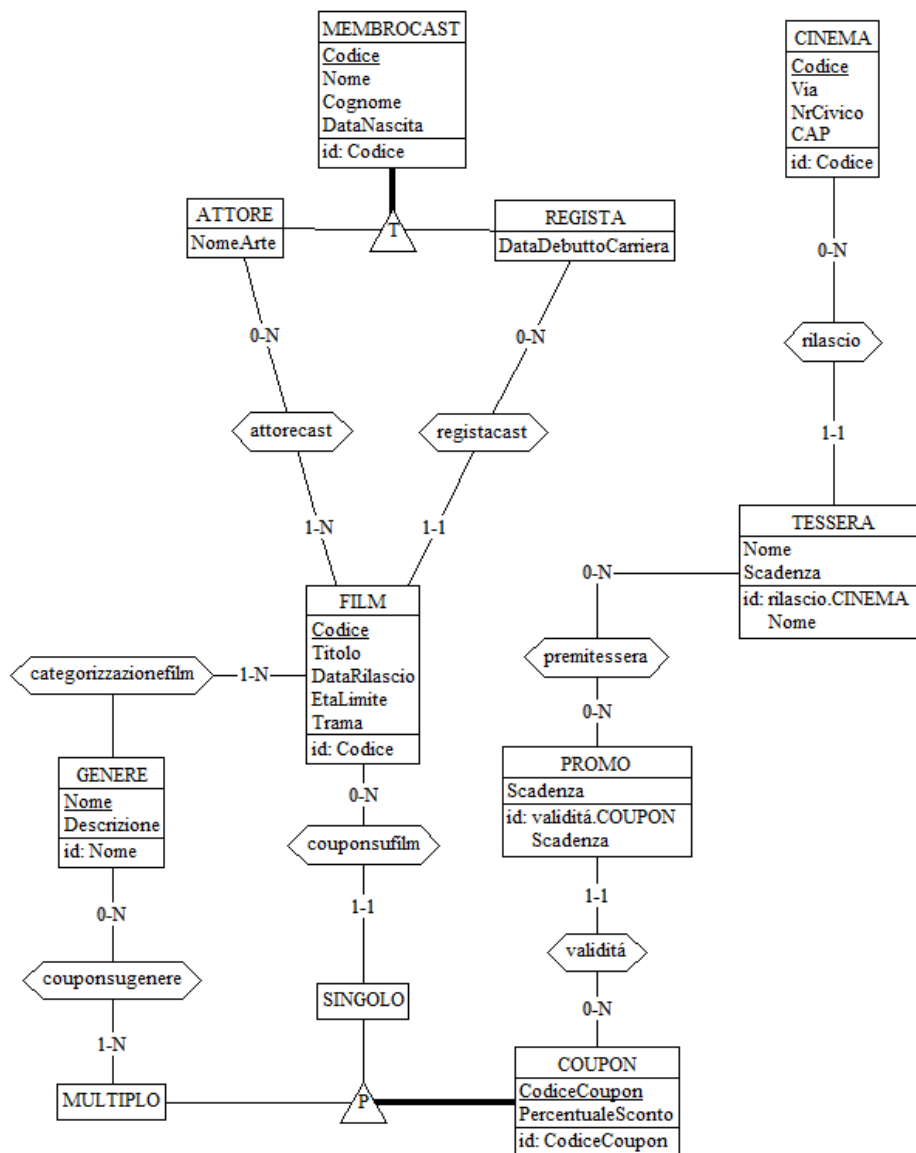 MEMBROCAST
Codice
Nome
Cognome
DataNascita
id: Codice
CINEMA
Codice
Via
NrCivico
CAP
id: Codice
ATTORE
NomeArte
T
REGISTA
DataDebuttoCarriera
0-N
0-N
0-N
rilascio
attorecast
registacast
1-1
1-N
1-1
TESSERA
Nome
Scadenza
id: rilascio.CINEMA
Nome
0-N
FILM
Codice
Titolo
DataRilascio
EtaLimite
Trama
id: Codice
premitessera
categorizzazionefilm
1-N
0-N
GENERE
Nome
Descrizione
id: Nome
PROMO
Scadenza
id: validitá.COUPON
Scadenza
0-N
couponsufilm
1-1
1-1
0-N
validitá
couponsugenere
SINGOLO
0-N
1-N
COUPON
CodiceCoupon
PercentualeSconto
id: CodiceCoupon
MULTIPLO
P